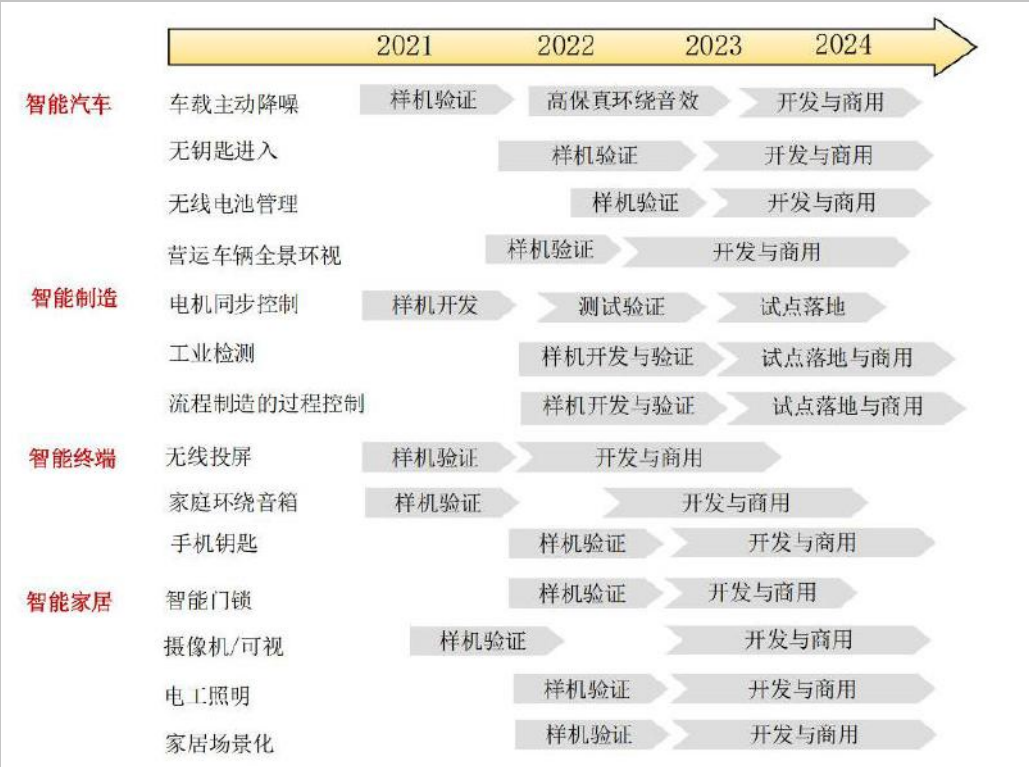 2021 2022 2023 2024
智能汽车 车载主动降噪 样机验证 高保真环绕音效 开发与商用
无钥匙进入 样机验证 开发与商用
无线电池管理 样机验证 开发与商用
营运车辆全景环视 样机验证 开发与商用
智能制造 电机同步控制 样机开发 测试验证 试点落地
工业检测 样机开发与验证 试点落地与商用
流程制造的过程控制 样机开发与验证 试点落地与商用
智能终端 无线投屏 样机验证 开发与商用
家庭环绕音箱 样机验证 开发与商用
手机钥匙 样机验证 开发与商用
智能家居 智能门锁 样机验证 开发与商用
摄像机/可视 样机验证 开发与商用
电工照明 样机验证 开发与商用
家居场景化 样机验证 开发与商用